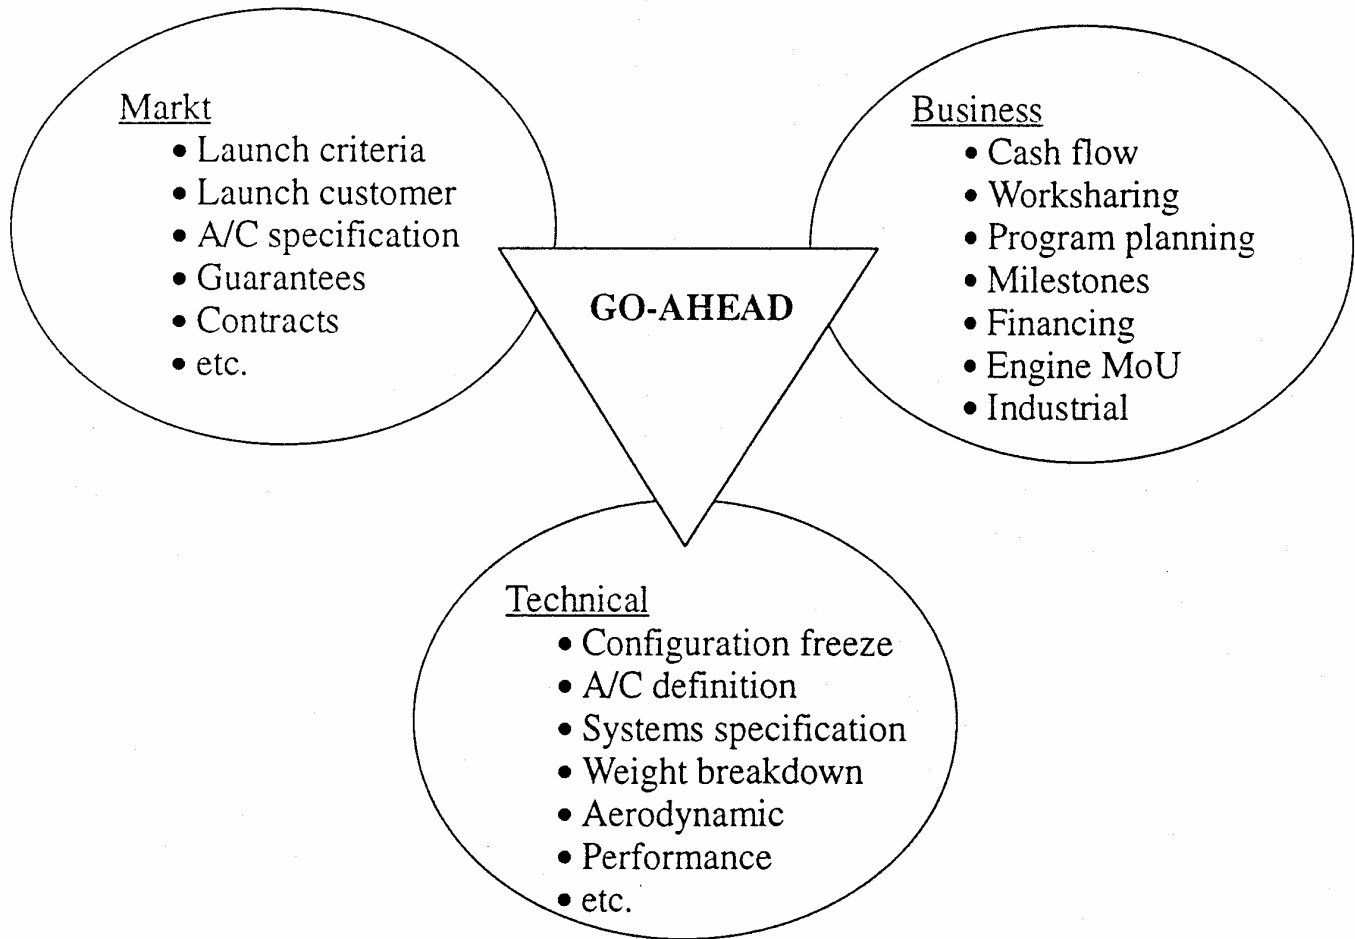 Markt
• Launch criteria
• Launch customer
• A/C specification
• Guarantees
• Contracts
• etc.
Business
• Cash flow
• Worksharing
• Program planning
• Milestones
• Financing
• Engine MoU
• Industrial
GO-AHEAD
Technical
• Configuration freeze
• A/C definition
• Systems specification
• Weight breakdown
• Aerodynamic
• Performance
• etc.